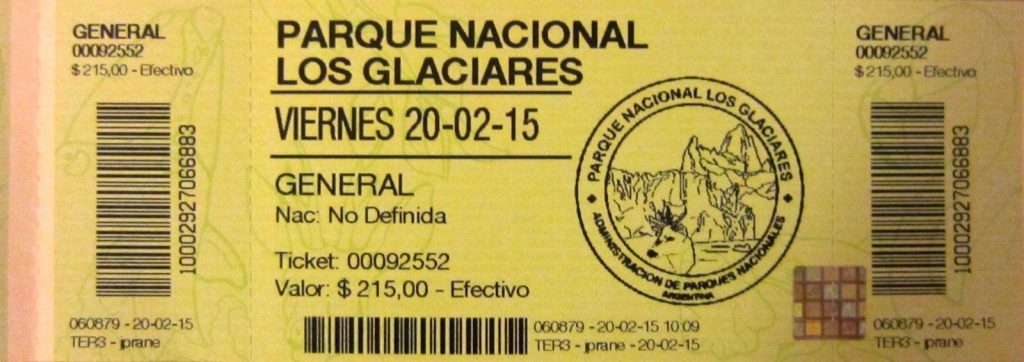 GENERAL
00092552
$ 215,00 - Efectivo
1000292706688​3
060879 - 20-02-15
TER3 - jprane
PARQUE NACIONAL
LOS GLACIARES
VIERNES 20-02-15
GENERAL
Nac: No Definida
Ticket: 00092552
Valor: $ 215,00 - Efectivo
060879 - 20-02-15 10:09
TER3 - jprane - 20-02-15
PARQUE NACIONAL LOS GLACIARES
ADMINISTRACION DE PARQUES NACIONALES
ARGENTINA
GENERAL
00092552
$ 215,00 - Efectivo
10002927066883
060879 - 20-02-15
TER3 - jprane